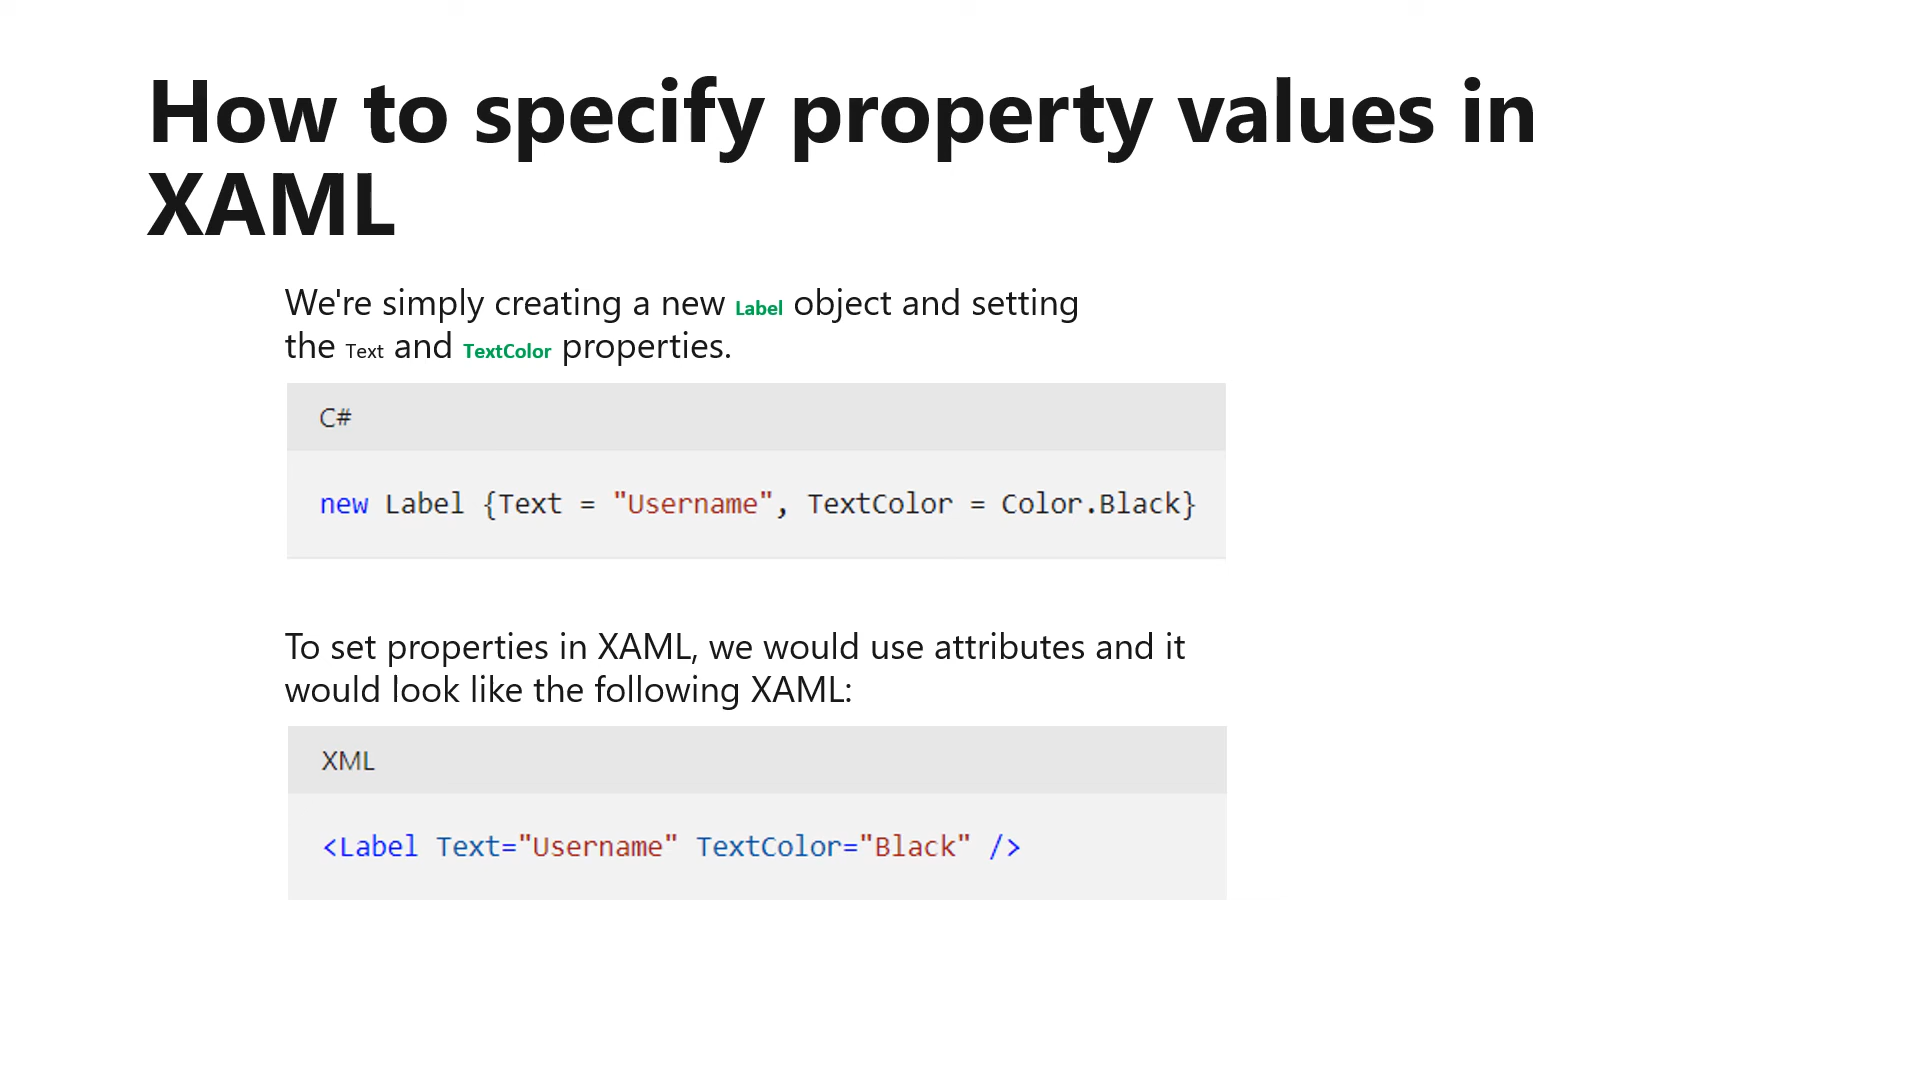 How to specify property values in
XAML
We're simply creating a new Label object and setting
the Text and TextColor properties.
C#
new Label {Text = "Username", TextColor = Color.Black}
To set properties in XAML, we would use attributes and it
would look like the following XAML:
XML
<Label Text="Username" TextColor="Black" />